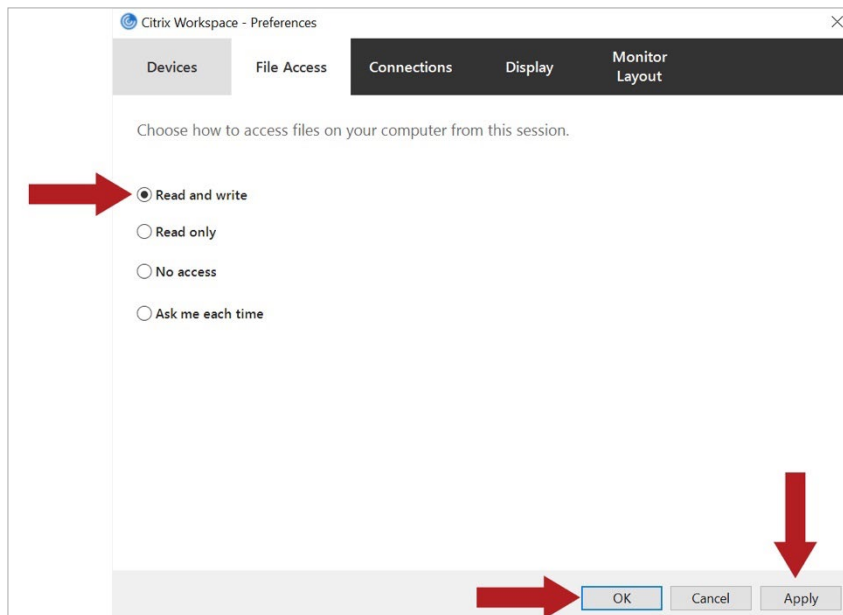 Citrix Workspace - Preferences
Devices File Access Connections Display Monitor Layout
Choose how to access files on your computer from this session.
Read and write
Read only
No access
Ask me each time
OK Cancel Apply